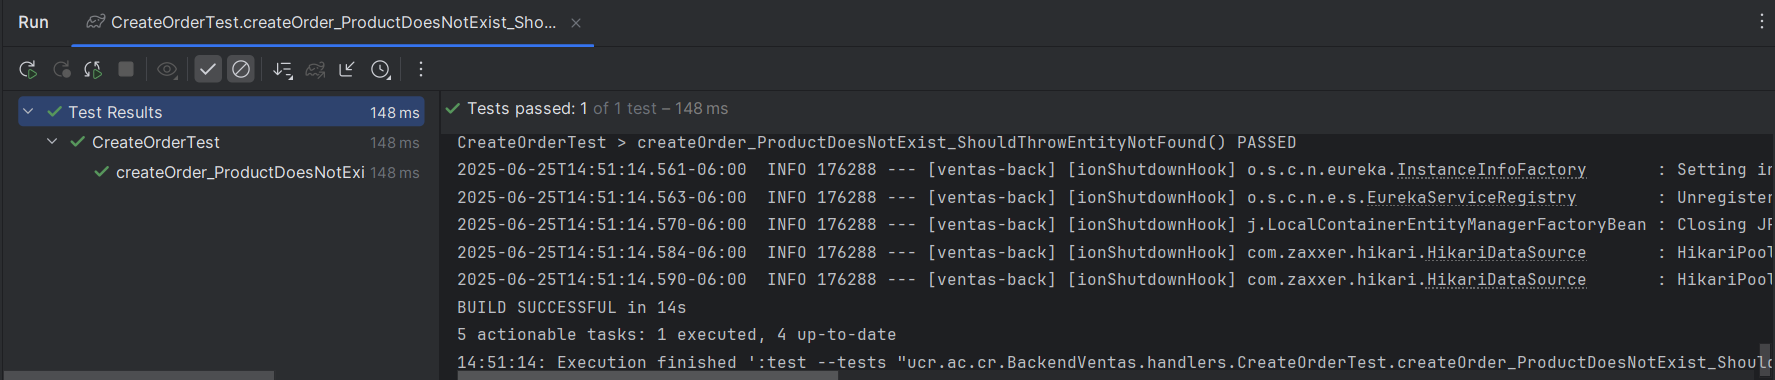 Run CreateOrderTest.createOrder_ProductDoesNotExist_Sho...
Test Results 148 ms
CreateOrderTest 148 ms
createOrder_ProductDoesNotExi 148 ms
Tests passed: 1 of 1 test – 148 ms
CreateOrderTest > createOrder_ProductDoesNotExist_ShouldThrowEntityNotFound() PASSED
2025-06-25T14:51:14.561-06:00  INFO 176288 --- [ventas-back] [ionShutdownHook] o.s.c.n.eureka.InstanceInfoFactory       : Setting in
2025-06-25T14:51:14.563-06:00  INFO 176288 --- [ventas-back] [ionShutdownHook] o.s.c.n.e.s.EurekaServiceRegistry        : Unregister
2025-06-25T14:51:14.570-06:00  INFO 176288 --- [ventas-back] [ionShutdownHook] j.LocalContainerEntityManagerFactoryBean : Closing JP
2025-06-25T14:51:14.584-06:00  INFO 176288 --- [ventas-back] [ionShutdownHook] com.zaxxer.hikari.HikariDataSource       : HikariPool
2025-06-25T14:51:14.590-06:00  INFO 176288 --- [ventas-back] [ionShutdownHook] com.zaxxer.hikari.HikariDataSource       : HikariPool
BUILD SUCCESSFUL in 14s
5 actionable tasks: 1 executed, 4 up-to-date
14:51:14: Execution finished ':test --tests "ucr.ac.cr.BackendVentas.handlers.CreateOrderTest.createOrder_ProductDoesNotExist_Should